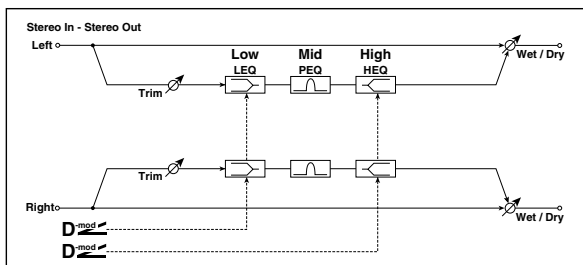 Stereo In - Stereo Out
Left
Wet / Dry
Low Mid High
LEQ PEQ HEQ
Trim
Trim
Right
Wet / Dry
D-mod
D-mod